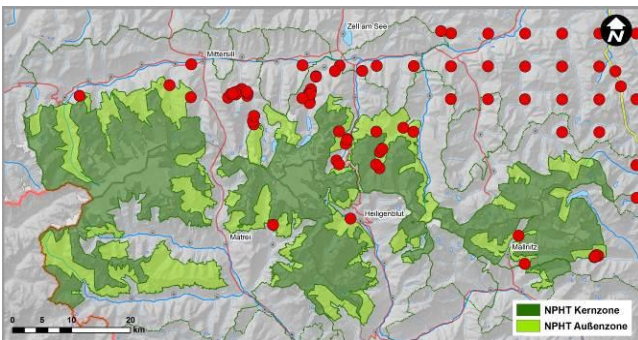 Zell am See
N
Mittersill
Heiligenblut
Matrei
Mallnitz
NPHT Kernzone
NPHT Außenzone
0 5 10 20
km